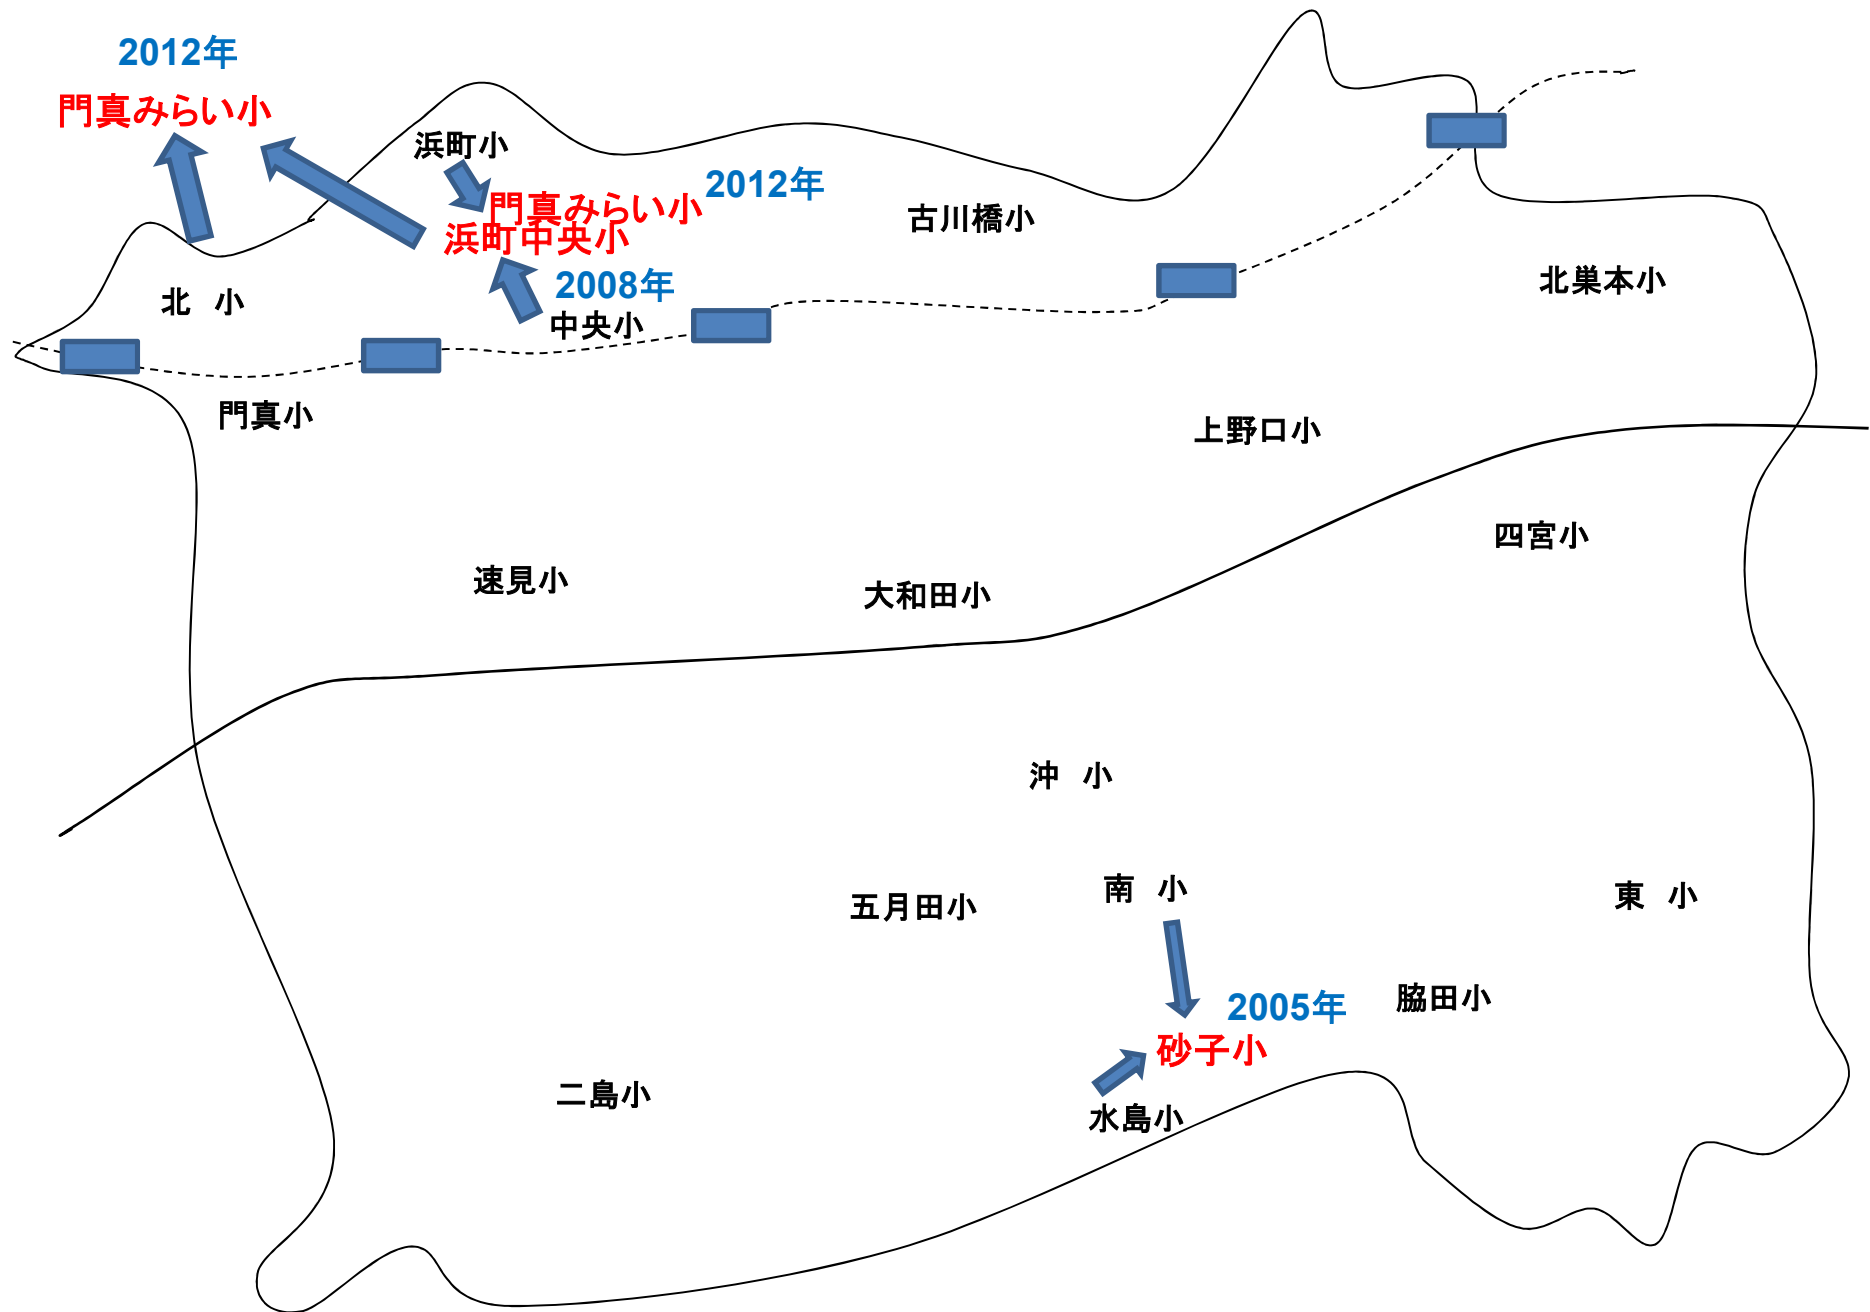 2012年
門真みらい小
浜町小
2012年
門真みらい小
浜町中央小
古川橋小
2008年
北巣本小
北　小
中央小
門真小
上野口小
四宮小
速見小
大和田小
沖　小
南　小
五月田小
東　小
2005年
脇田小
砂子小
二島小
水島小